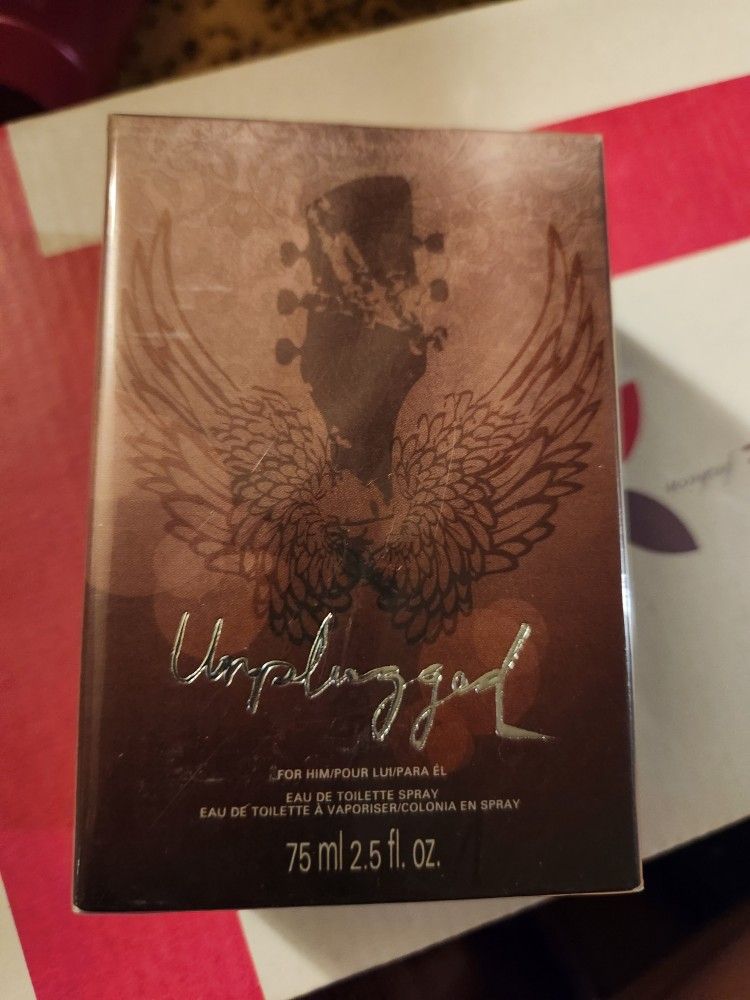 Unplugged
FOR HIM/POUR LUI/PARA ÉL
EAU DE TOILETTE SPRAY
EAU DE TOILETTE À VAPORISER/COLONIA EN SPRAY
75 ml 2.5 fl. oz.
fashion